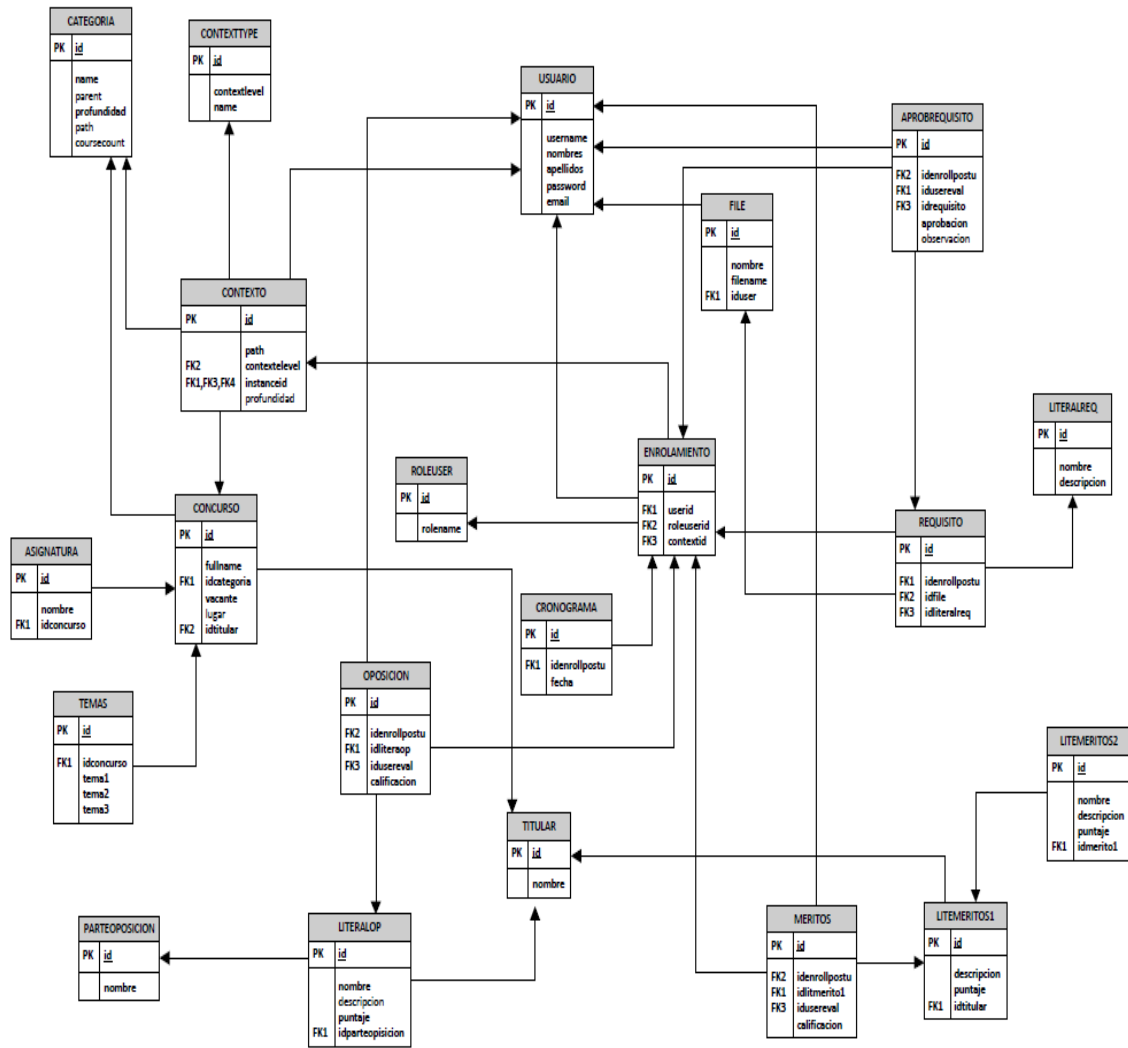 CATEGORIA
PK id
name
parent
profundidad
path
coursecount
CONTEXTTYPE
PK id
contextlevel
name
USUARIO
PK id
username
nombres
apellidos
password
email
APROBREQUISITO
PK id
FK2 idenrollpostu
FK1 idusereval
FK3 idrequisito
aprobacion
observacion
FILE
PK id
nombre
filename
FK1 iduser
CONTEXTO
PK id
path
FK2 contextelevel
FK1,FK3,FK4 instanceid
profundidad
LITERALREQ
PK id
nombre
descripcion
ENROLAMIENTO
PK id
FK1 userid
FK2 roleuserid
FK3 contextid
ROLEUSER
PK id
rolename
CONCURSO
PK id
fullname
FK1 idcategoria
vacante
lugar
FK2 idtitular
REQUISITO
PK id
FK1 idenrollpostu
FK2 idfile
FK3 idliteralreq
ASIGNATURA
PK id
nombre
FK1 idconcurso
CRONOGRAMA
PK id
FK1 idenrollpostu
fecha
OPOSICION
PK id
FK2 idenrollpostu
FK1 idliteraop
FK3 idusereval
calificacion
TEMAS
PK id
FK1 idconcurso
tema1
tema2
tema3
LITEMERITOS2
PK id
nombre
descripcion
puntaje
FK1 idmerito1
TITULAR
PK id
nombre
PARTEOPOSICION
PK id
nombre
LITERALOP
PK id
nombre
descripcion
puntaje
FK1 idparteopisicion
MERITOS
PK id
FK2 idenrollpostu
FK1 idlitmerito1
FK3 idusereval
calificacion
LITEMERITOS1
PK id
descripcion
puntaje
FK1 idtitular